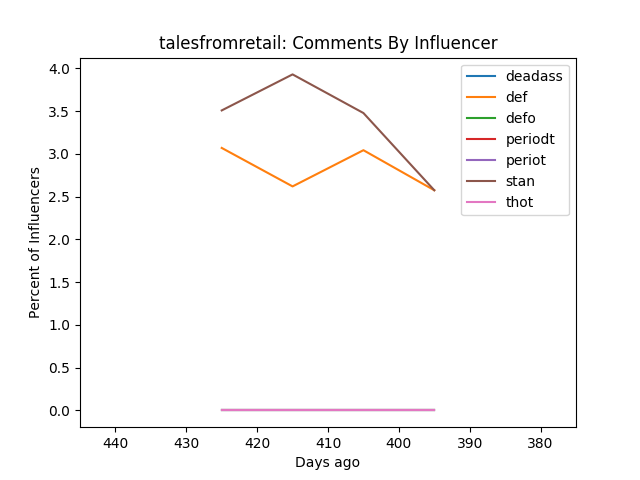 talesfromretail: Comments By Influencer
Percent of Influencers
4.0
3.5
3.0
2.5
2.0
1.5
1.0
0.5
0.0
deadass
def
defo
periodt
periot
stan
thot
440 430 420 410 400 390 380
Days ago